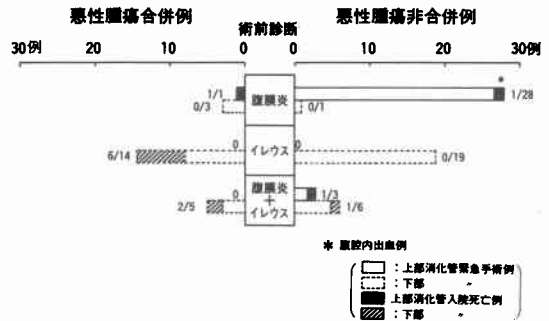 悪性腫瘍合併例 術前診断 悪性腫瘍非合併例
30例 20 10 0 0 10 20 30例
*
1/1 腹膜炎 1/28
0/3 0/1
0 イレウス 0
6/14 0/19
0 腹膜炎 1/3
+
2/5 イレウス 1/6
* 腹腔内出血例
:上部消化管緊急手術例
:下部 〃
上部消化管入院死亡例
:下部 〃